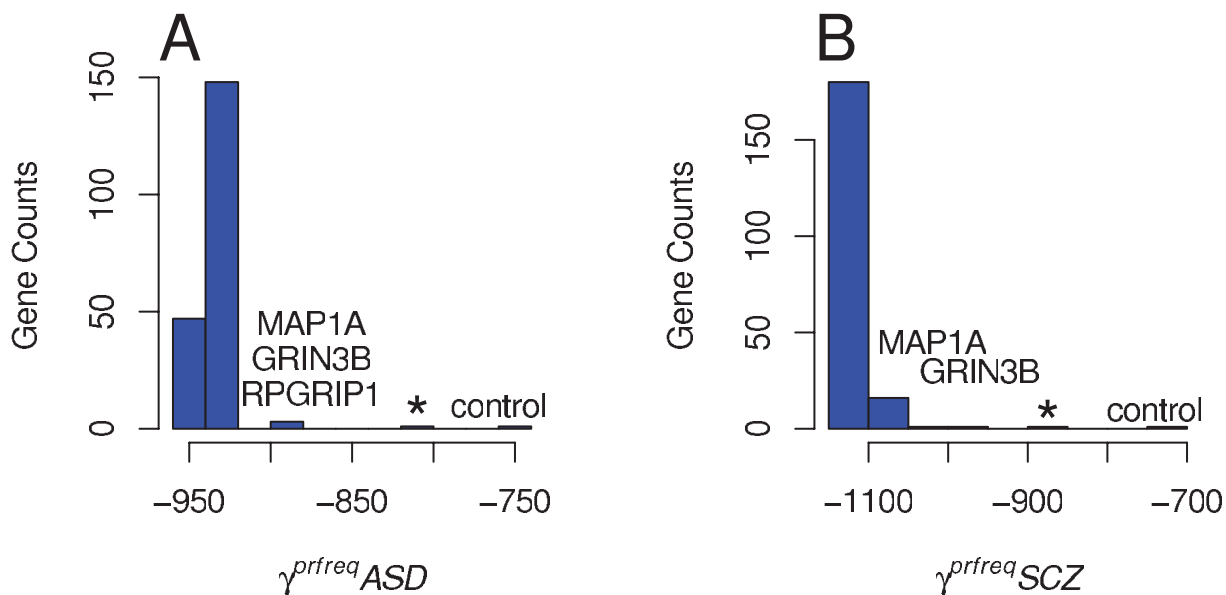 A
Gene Counts
150
100
50
0
MAP1A
GRIN3B
RPGRIP1
*
control
−950
−850
−750
γprfreqASD
B
Gene Counts
150
100
50
0
MAP1A
GRIN3B
*
control
−1100
−900
−700
γprfreqSCZ